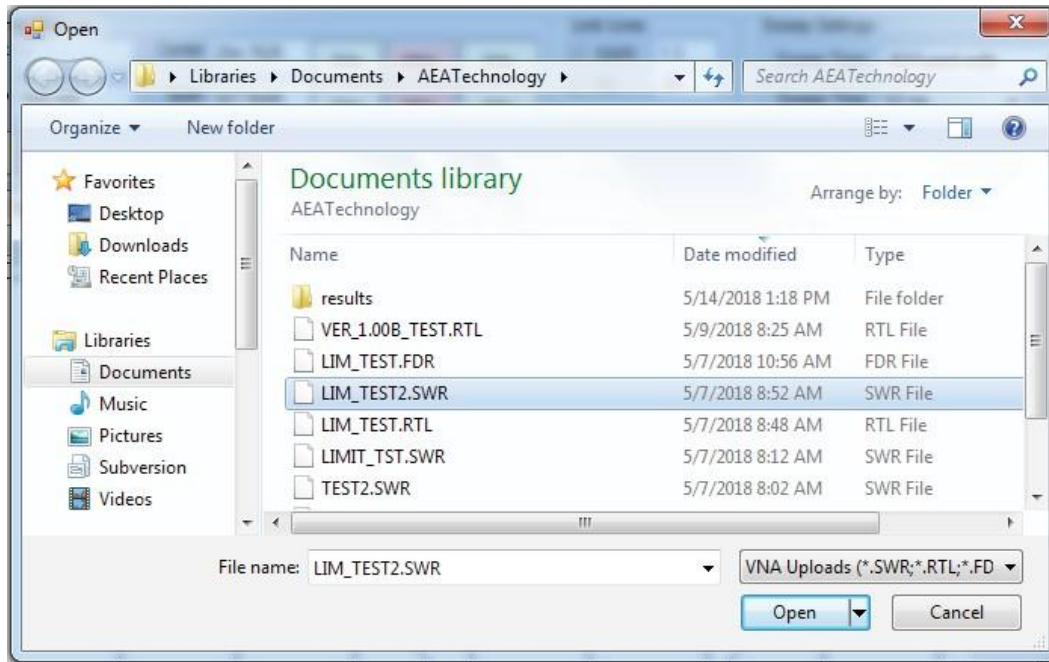 Open
Libraries ▸ Documents ▸ AEATechnology ▸ Search AEATechnology
Organize New folder
Favorites
Desktop
Downloads
Recent Places
Libraries
Documents
Music
Pictures
Subversion
Videos
Documents library
AEATechnology
Arrange by: Folder
Name Date modified Type
results 5/14/2018 1:18 PM File folder
VER_1.00B_TEST.RTL 5/9/2018 8:25 AM RTL File
LIM_TEST.FDR 5/7/2018 10:56 AM FDR File
LIM_TEST2.SWR 5/7/2018 8:52 AM SWR File
LIM_TEST.RTL 5/7/2018 8:48 AM RTL File
LIMIT_TST.SWR 5/7/2018 8:12 AM SWR File
TEST2.SWR 5/7/2018 8:02 AM SWR File
File name: LIM_TEST2.SWR VNA Uploads (*.SWR;*.RTL;*.FD
Open Cancel